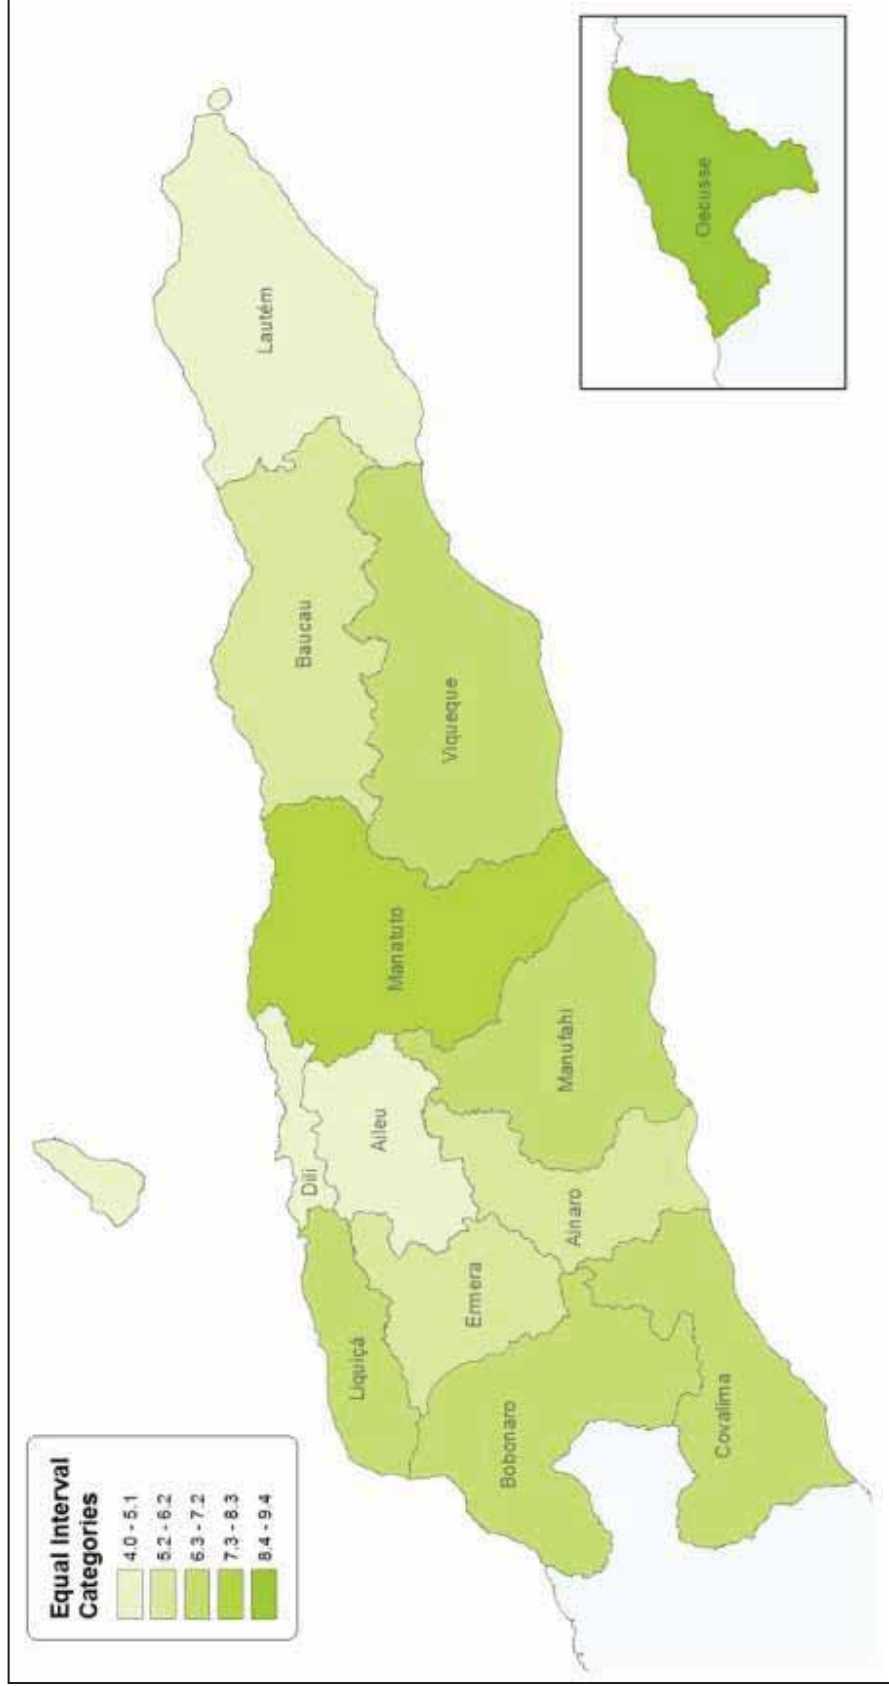 Equal Interval
Categories
4.0 - 5.1
5.2 - 6.2
6.3 - 7.2
7.3 - 8.3
8.4 - 9.4
Lautém
Baucau
Viqueque
Manatuto
Manufahi
Aileu
Dili
Ainaro
Ermera
Liquiçá
Bobonaro
Covalima
Oecusse